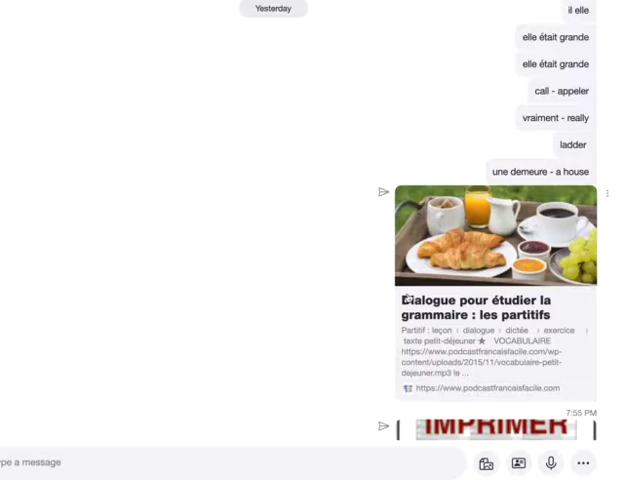 Yesterday
il elle
elle était grande
elle était grande
call - appeler
vraiment - really
ladder
une demeure - a house
Dialogue pour étudier la
grammaire : les partitifs
Partitif : leçon › dialogue › dictée › exercice ›
texte petit-déjeuner ★ VOCABULAIRE
https://www.podcastfrancaisfacile.com/wp-
content/uploads/2015/11/vocabulaire-petit-
dejeuner.mp3 le ...
https://www.podcastfrancaisfacile.com
7:55 PM
IMPRIMER
ype a message